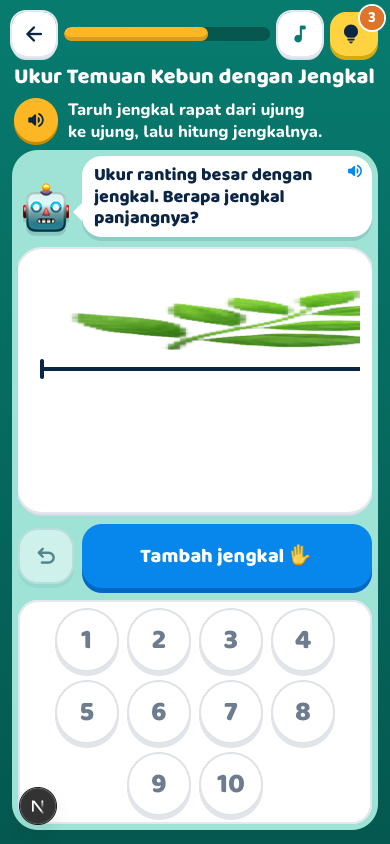 3
Ukur Temuan Kebun dengan Jengkal
Taruh jengkal rapat dari ujung
ke ujung, lalu hitung jengkalnya.
Ukur ranting besar dengan
jengkal. Berapa jengkal
panjangnya?
Tambah jengkal
1 2 3 4
5 6 7 8
9 10
N